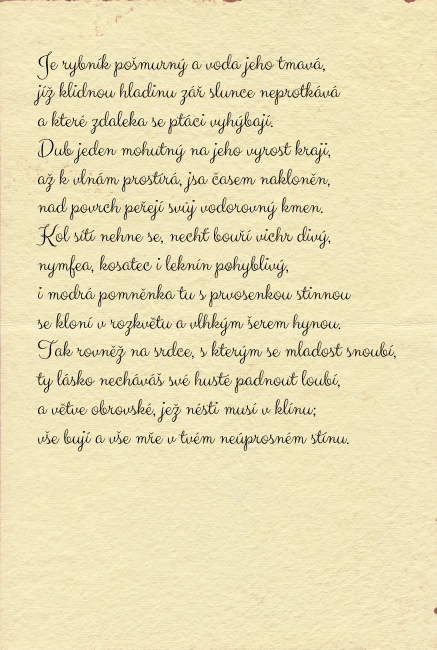 Je rybník pošmurný a voda jeho tmavá,
jíž klidnou hladinu zář slunce neprotkává
a které zdaleka se ptáci vyhýbají.
Dub jeden mohutný na jeho vyrost kraji,
až k vlnám prostírá, jsa časem nakloněn,
nad povrch peřejí svůj vodorovný kmen.
Kol sítí nehne se, nechť bouří vichr divý,
nymfea, kosatec i leknín pohyblivý,
i modrá pomněnka tu s prvosenkou stinnou
se kloní v rozkvětu a vlhkým šerem hynou.
Tak rovněž na srdce, s kterým se mladost snoubí,
ty lásko necháváš své husté padnout loubí,
a větve obrovské, jež nésti musí v klínu;
vše bují a vše mře v tvém neúprosném stínu.